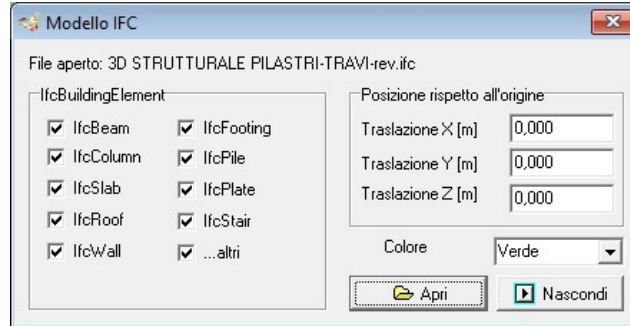 Modello IFC
File aperto: 3D STRUTTURALE PILASTRI-TRAVI-rev.ifc
IfcBuildingElement
IfcBeam
IfcColumn
IfcSlab
IfcRoof
IfcWall
IfcFooting
IfcPile
IfcPlate
IfcStair
...altri
Posizione rispetto all'origine
Traslazione X [m] 0,000
Traslazione Y [m] 0,000
Traslazione Z [m] 0,000
Colore Verde
Apri Nascondi